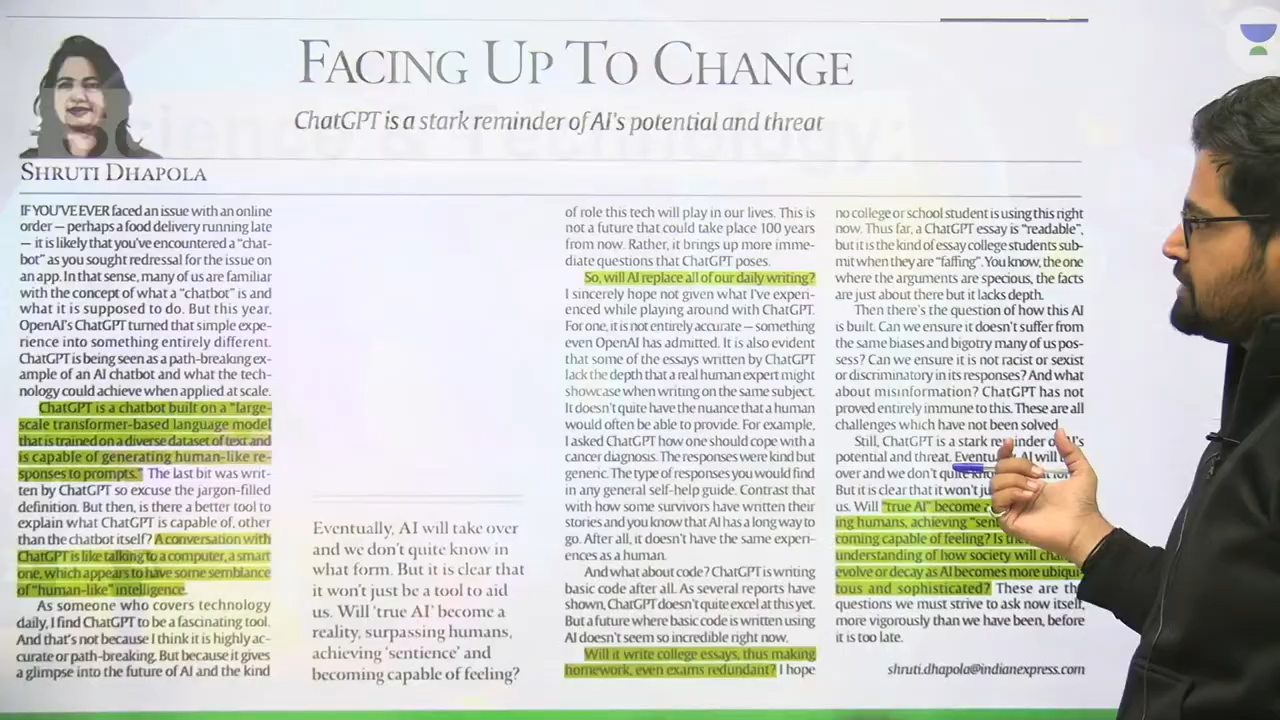 FACING UP TO CHANGE
ChatGPT is a stark reminder of AI's potential and threat
Science & Technology:
SHRUTI DHAPOLA
IF YOU'VE EVER faced an issue with an online
order — perhaps a food delivery running late
— it is likely that you've encountered a "chat-
bot" as you sought redressal for the issue on
an app. In that sense, many of us are familiar
with the concept of what a "chatbot" is and
what it is supposed to do. But this year,
OpenAI's ChatGPT turned that simple expe-
rience into something entirely different.
ChatGPT is being seen as a path-breaking ex-
ample of an AI chatbot and what the tech-
nology could achieve when applied at scale.
ChatGPT is a chatbot built on a "large-
scale transformer-based language model
that is trained on a diverse dataset of text and
is capable of generating human-like re-
sponses to prompts." The last bit was writ-
ten by ChatGPT so excuse the jargon-filled
definition. But then, is there a better tool to
explain what ChatGPT is capable of, other
than the chatbot itself? A conversation with
ChatGPT is like talking to a computer, a smart
one, which appears to have some semblance
of "human-like" intelligence.
As someone who covers technology
daily, I find ChatGPT to be a fascinating tool.
And that's not because I think it is highly ac-
curate or path-breaking. But because it gives
a glimpse into the future of AI and the kind
Eventually, AI will take over
and we don't quite know in
what form. But it is clear that
it won't just be a tool to aid
us. Will 'true AI' become a
reality, surpassing humans,
achieving 'sentience' and
becoming capable of feeling?
of role this tech will play in our lives. This is
not a future that could take place 100 years
from now. Rather, it brings up more imme-
diate questions that ChatGPT poses.
So, will AI replace all of our daily writing?
I sincerely hope not given what I've experi-
enced while playing around with ChatGPT.
For one, it is not entirely accurate — something
even OpenAI has admitted. It is also evident
that some of the essays written by ChatGPT
lack the depth that a real human expert might
showcase when writing on the same subject.
It doesn't quite have the nuance that a human
would often be able to provide. For example,
I asked ChatGPT how one should cope with a
cancer diagnosis. The responses were kind but
generic. The type of responses you would find
in any general self-help guide. Contrast that
with how some survivors have written their
stories and you know that AI has a long way to
go. After all, it doesn't have the same experi-
ences as a human.
And what about code? ChatGPT is writing
basic code after all. As several reports have
shown, ChatGPT doesn't quite excel at this yet.
But a future where basic code is written using
AI doesn't seem so incredible right now.
Will it write college essays, thus making
homework, even exams redundant? I hope
no college or school student is using this right
now. Thus far, a ChatGPT essay is "readable",
but it is the kind of essay college students sub-
mit when they are "faffing". You know, the one
where the arguments are specious, the facts
are just about there but it lacks depth.
Then there's the question of how this AI
is built. Can we ensure it doesn't suffer from
the same biases and bigotry many of us pos-
sess? Can we ensure it is not racist or sexist
or discriminatory in its responses? And what
about misinformation? ChatGPT has not
proved entirely immune to this. These are all
challenges which have not been solved.
Still, ChatGPT is a stark reminder of AI's
potential and threat. Eventually AI will
over and we don't quite
But it is clear that it won't
us. Will "true AI" become
ing humans, achieving
coming capable of feeling? Is
understanding of how society will
evolve or decay as AI becomes more ubiqui-
tous and sophisticated? These are
questions we must strive to ask now itself,
more vigorously than we have been, before
it is too late.
shruti.dhapola@indianexpress.com